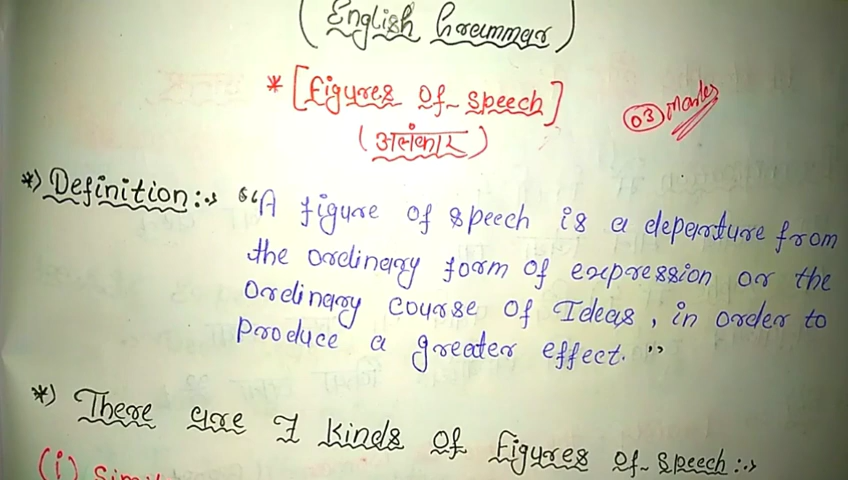 (English Grammar)
* [Figures of speech]
(अलंकार)
03 Marks
*) Definition:→ "A figure of speech is a departure from
the ordinary form of expression or the
ordinary course of Ideas, in order to
produce a greater effect."
*) There are 7 kinds of figures of speech:→
(i)